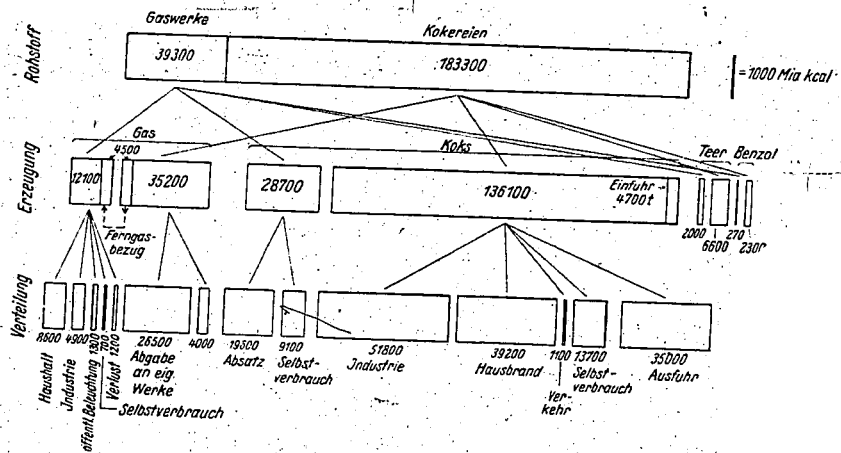 Gaswerke
Kokereien
Rohstoff
39300
183300
= 1000 Mia kcal
Gas
4500
Koks
Teer
Benzol
Erzeugung
12100
35200
28700
136100
Einfuhr
4700 t
2000
6600
270
2300
Ferngas-
bezug
Verteilung
8600
4900
1300
700
1200
26500
4000
19600
9100
51800
39200
1100
13700
35000
Haushalt
Industrie
öffentl. Beleuchtung
Selbstverbrauch
Verlust
Abgabe
an eig.
Werke
Absatz
Selbst-
verbrauch
Industrie
Hausbrand
Ver-
kehr
Selbst-
verbrauch
Ausfuhr